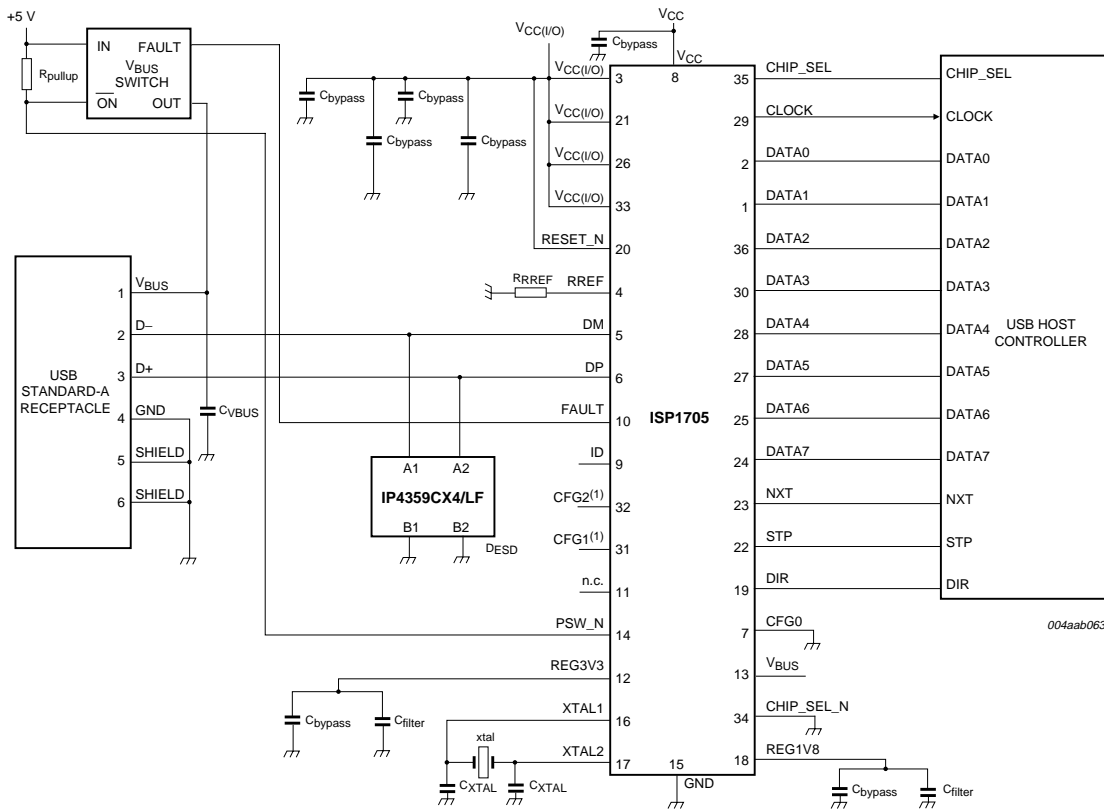 +5 V
IN
FAULT
VBUS
SWITCH
ON
OUT
Rpullup
VCC(I/O)
VCC
Cbypass
Cbypass
Cbypass
Cbypass
Cbypass
VCC(I/O)
3
VCC(I/O)
21
VCC(I/O)
26
VCC(I/O)
33
RESET_N
20
RRREF
RREF
4
DM
5
DP
6
FAULT
10
ID
9
CFG2(1)
32
CFG1(1)
31
n.c.
11
PSW_N
14
REG3V3
12
XTAL1
16
XTAL2
17
VCC
8
ISP1705
15
GND
35
CHIP_SEL
29
CLOCK
2
DATA0
1
DATA1
36
DATA2
30
DATA3
28
DATA4
27
DATA5
25
DATA6
24
DATA7
23
NXT
22
STP
19
DIR
7
CFG0
13
VBUS
34
CHIP_SEL_N
18
REG1V8
Cbypass
Cfilter
CHIP_SEL
CLOCK
DATA0
DATA1
DATA2
DATA3
DATA4
DATA5
DATA6
DATA7
NXT
STP
DIR
USB HOST
CONTROLLER
004aab063
USB
STANDARD-A
RECEPTACLE
1
VBUS
2
D−
3
D+
4
GND
5
SHIELD
6
SHIELD
CVBUS
A1
A2
IP4359CX4/LF
B1
B2
DESD
Cbypass
Cfilter
xtal
CXTAL
CXTAL